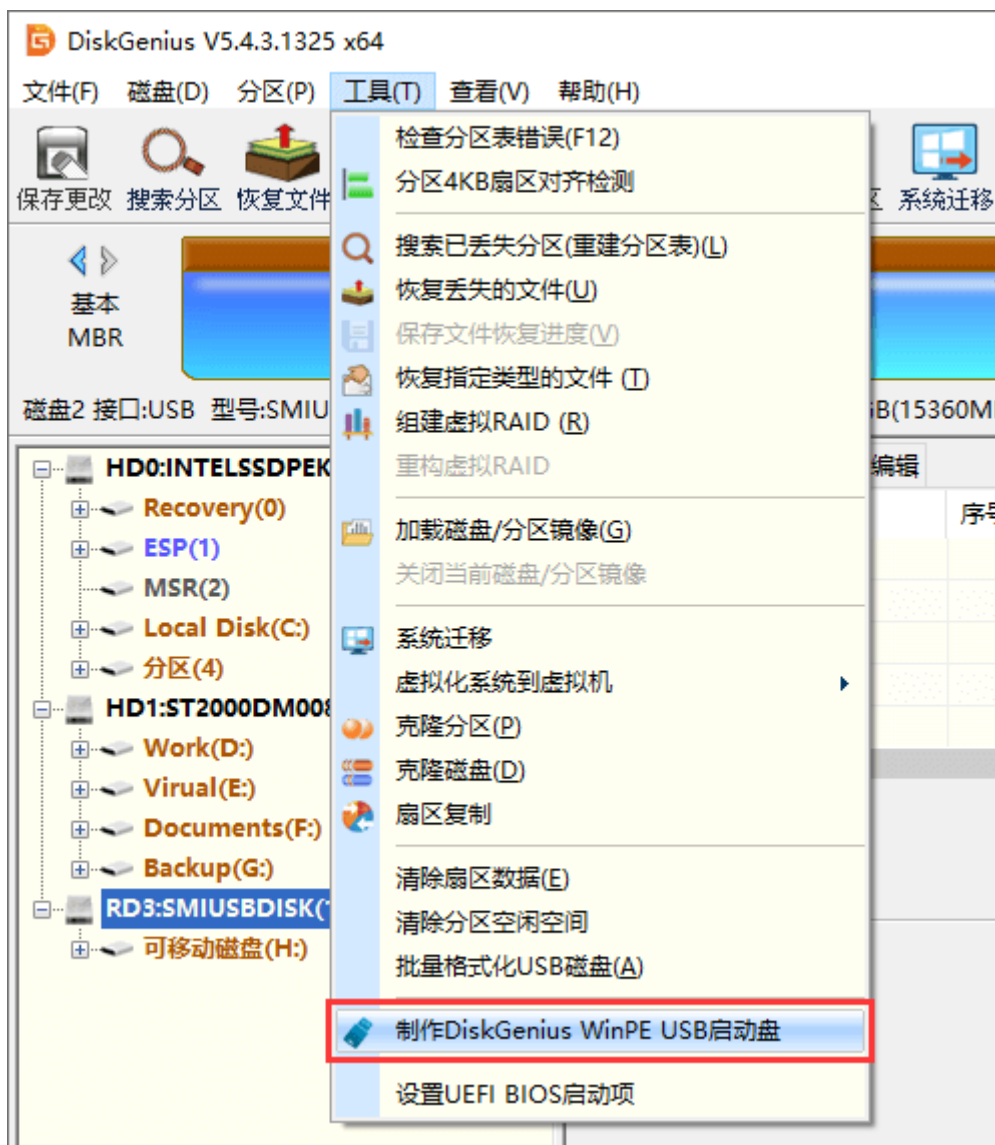 DiskGenius V5.4.3.1325 x64
文件(F) 磁盘(D) 分区(P) 工具(T) 查看(V) 帮助(H)
保存更改 搜索分区 恢复文件 系统迁移
基本
MBR
磁盘2 接口:USB 型号:SMIU
GB(15360M
HD0:INTELSSDPEK
Recovery(0)
ESP(1)
MSR(2)
Local Disk(C:)
分区(4)
HD1:ST2000DM008
Work(D:)
Virual(E:)
Documents(F:)
Backup(G:)
RD3:SMIUSBDISK(
可移动磁盘(H:)
检查分区表错误(F12)
分区4KB扇区对齐检测
搜索已丢失分区(重建分区表)(L)
恢复丢失的文件(U)
保存文件恢复进度(V)
恢复指定类型的文件 (T)
组建虚拟RAID (R)
重构虚拟RAID
加载磁盘/分区镜像(G)
关闭当前磁盘/分区镜像
系统迁移
虚拟化系统到虚拟机
克隆分区(P)
克隆磁盘(D)
扇区复制
清除扇区数据(E)
清除分区空闲空间
批量格式化USB磁盘(A)
制作DiskGenius WinPE USB启动盘
设置UEFI BIOS启动项
编辑
序号